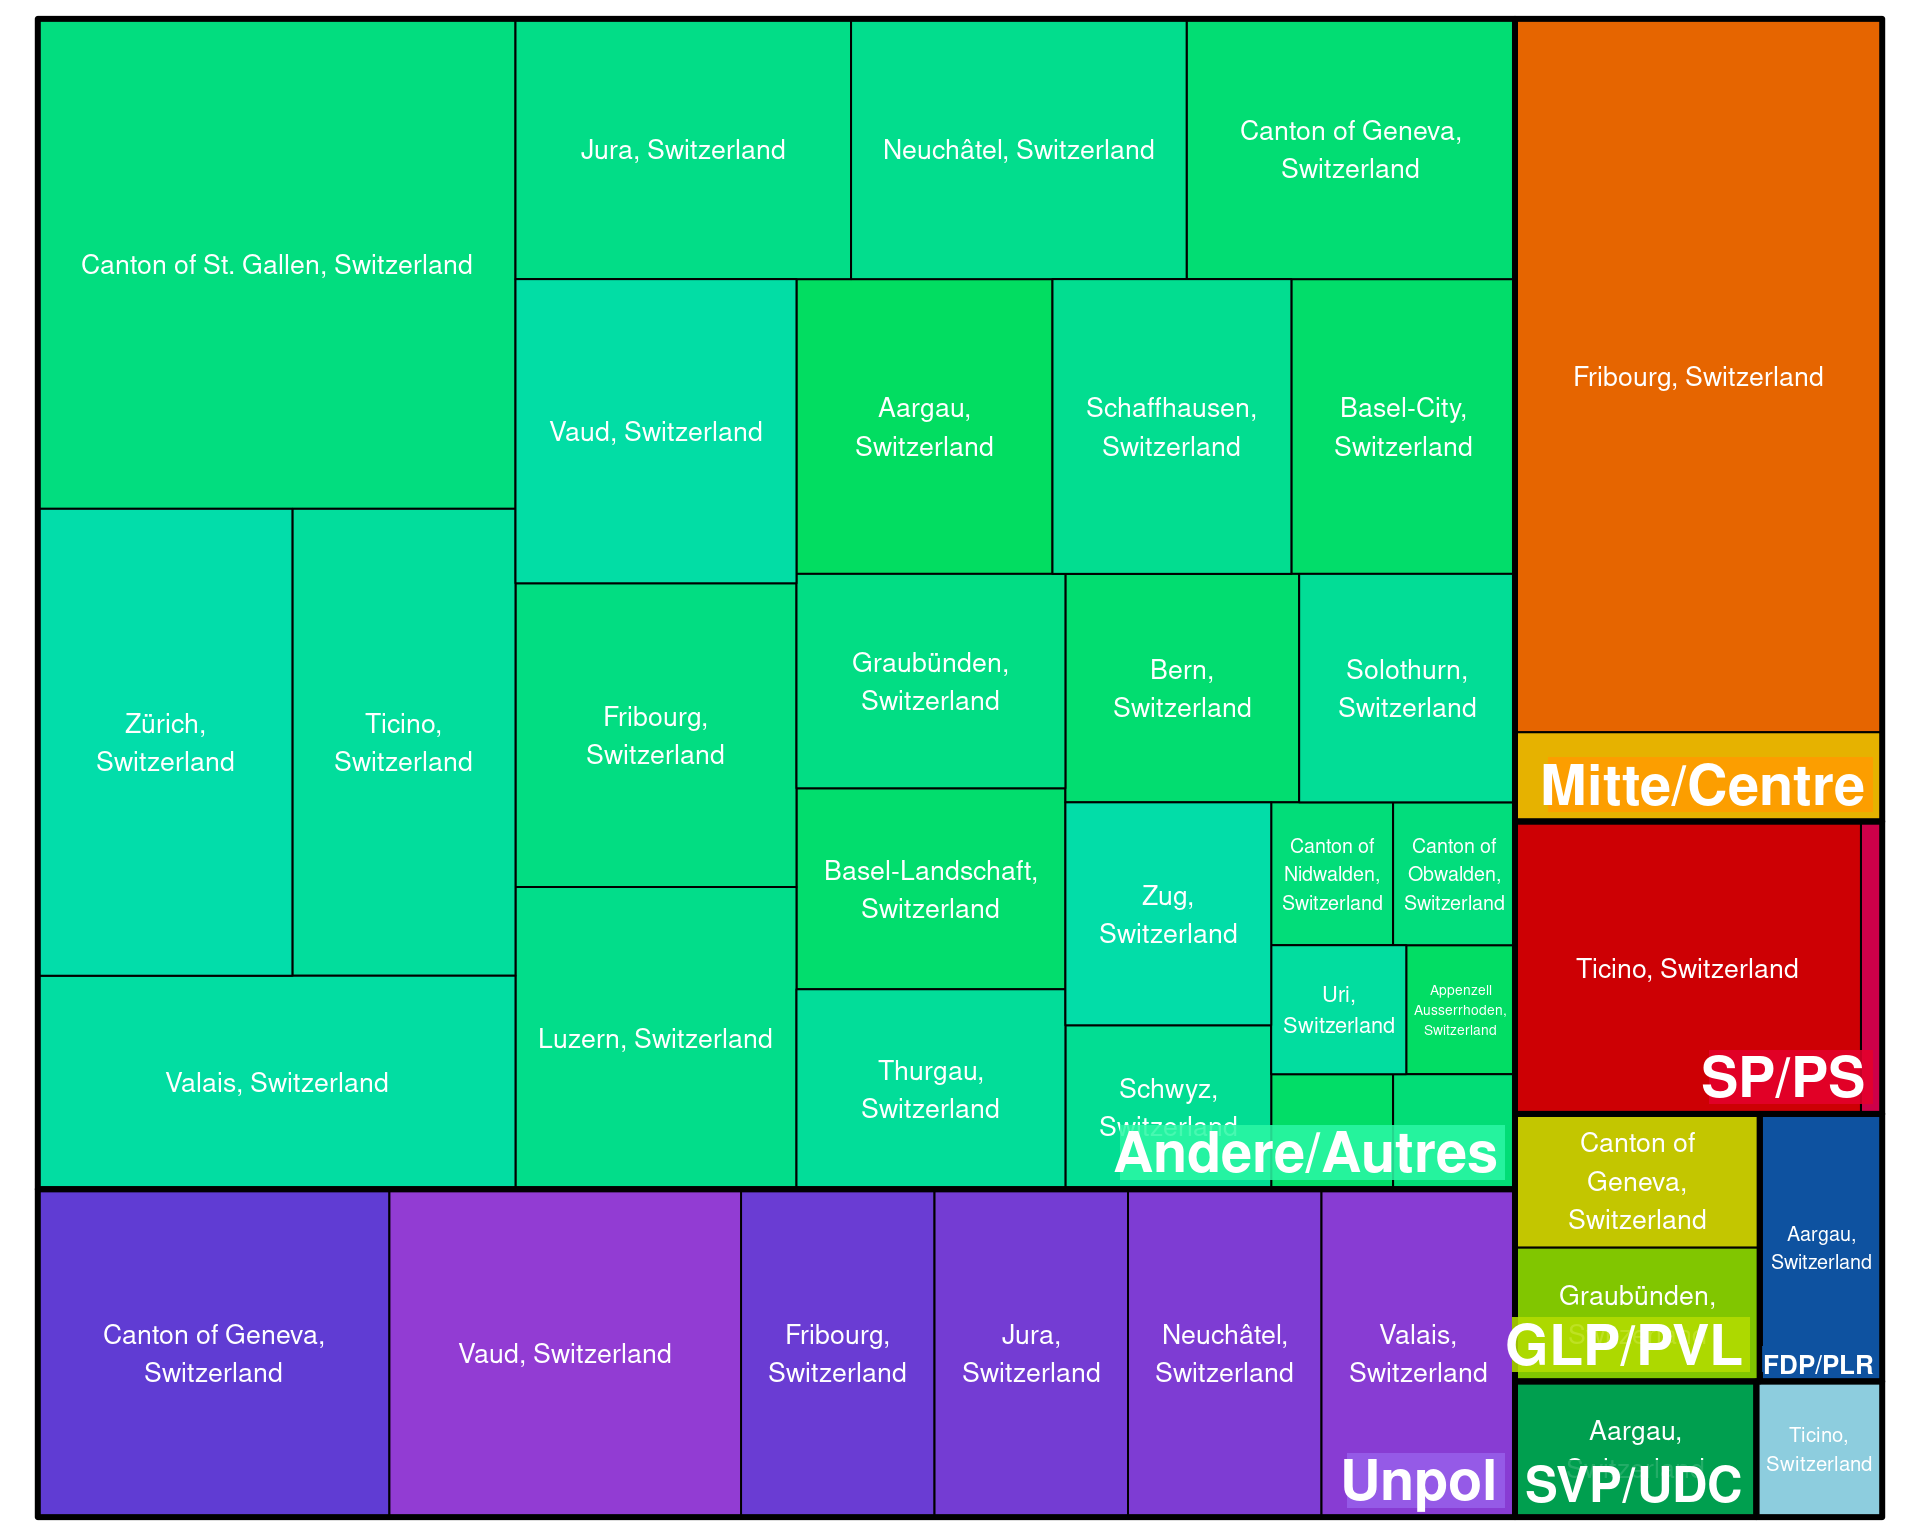 Canton of St. Gallen, Switzerland
Jura, Switzerland
Neuchâtel, Switzerland
Canton of Geneva,
Switzerland
Vaud, Switzerland
Aargau,
Switzerland
Schaffhausen,
Switzerland
Basel-City,
Switzerland
Zürich,
Switzerland
Ticino,
Switzerland
Fribourg,
Switzerland
Graubünden,
Switzerland
Bern,
Switzerland
Solothurn,
Switzerland
Basel-Landschaft,
Switzerland
Zug,
Switzerland
Canton of
Nidwalden,
Switzerland
Canton of
Obwalden,
Switzerland
Uri,
Switzerland
Appenzell
Ausserrhoden,
Switzerland
Valais, Switzerland
Luzern, Switzerland
Thurgau,
Switzerland
Schwyz,
Switzerland
Andere/Autres
Canton of Geneva,
Switzerland
Vaud, Switzerland
Fribourg,
Switzerland
Jura,
Switzerland
Neuchâtel,
Switzerland
Valais,
Switzerland
Unpol
Fribourg, Switzerland
Mitte/Centre
Ticino, Switzerland
SP/PS
Canton of
Geneva,
Switzerland
Graubünden,
Switzerland
GLP/PVL
Aargau,
Switzerland
FDP/PLR
Aargau,
Switzerland
SVP/UDC
Ticino,
Switzerland